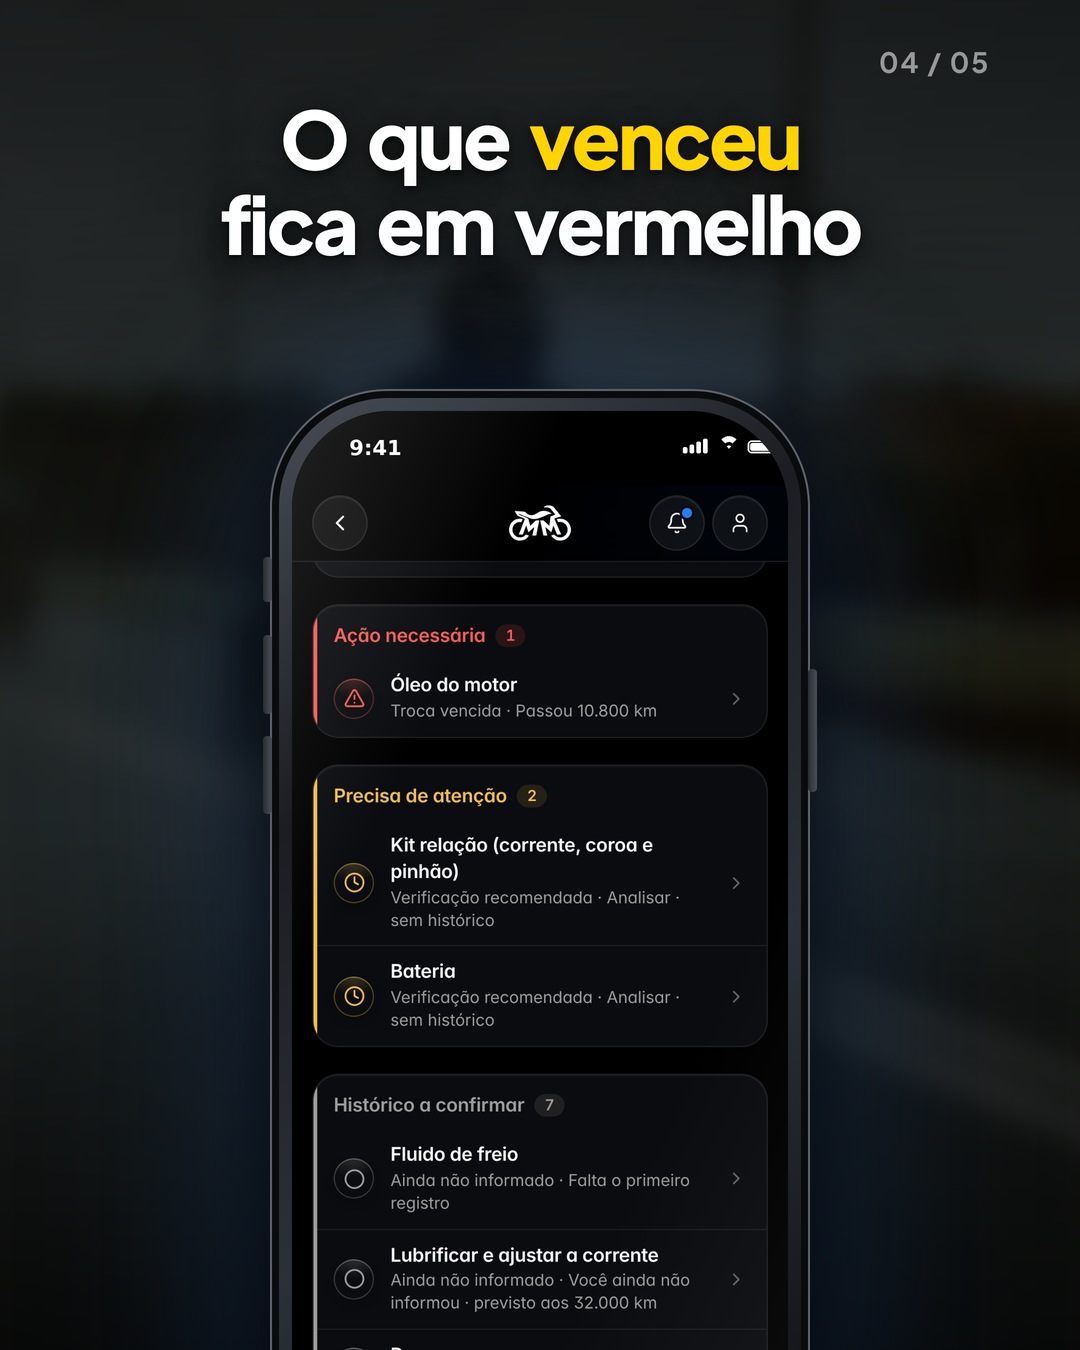 04 / 05
O que venceu
fica em vermelho
9:41
MM
Ação necessária 1
Óleo do motor
Troca vencida · Passou 10.800 km
Precisa de atenção 2
Kit relação (corrente, coroa e
pinhão)
Verificação recomendada · Analisar ·
sem histórico
Bateria
Verificação recomendada · Analisar ·
sem histórico
Histórico a confirmar 7
Fluido de freio
Ainda não informado · Falta o primeiro
registro
Lubrificar e ajustar a corrente
Ainda não informado · Você ainda não
informou · previsto aos 32.000 km